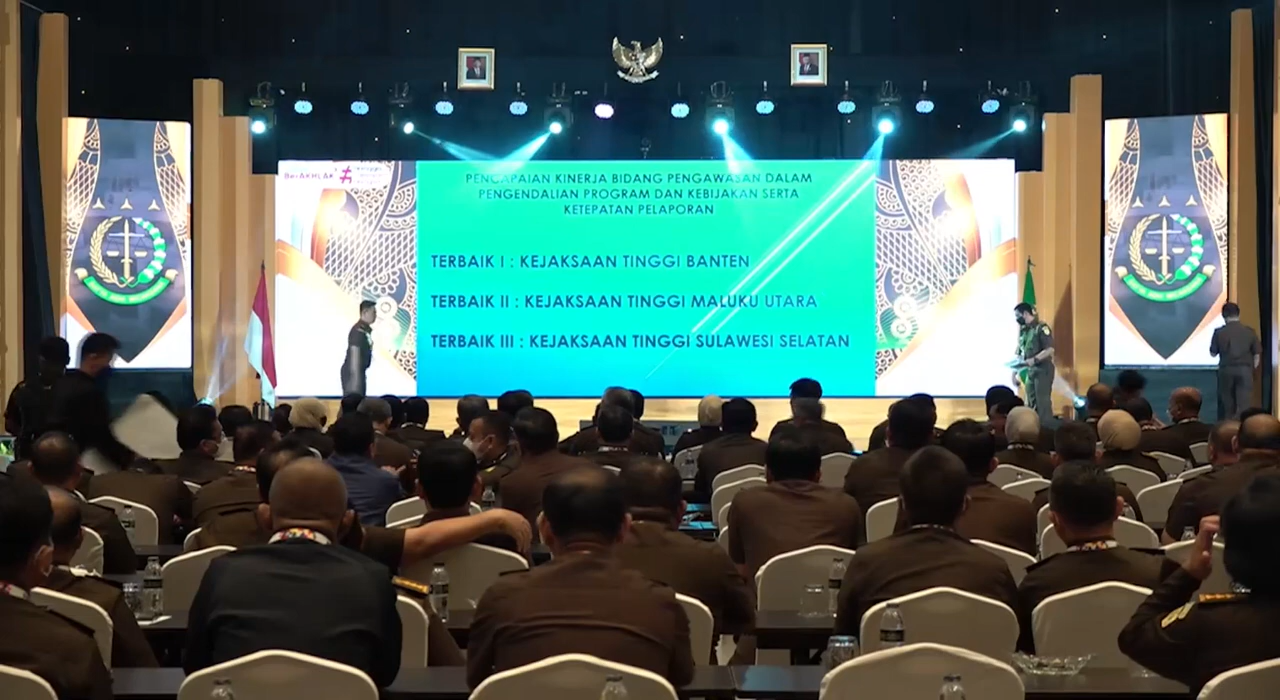 BerAKHLAK
#
PENCAPAIAN KINERJA BIDANG PENGAWASAN DALAM
PENGENDALIAN PROGRAM DAN KEBIJAKAN SERTA
KETEPATAN PELAPORAN
TERBAIK I : KEJAKSAAN TINGGI BANTEN
TERBAIK II : KEJAKSAAN TINGGI MALUKU UTARA
TERBAIK III : KEJAKSAAN TINGGI SULAWESI SELATAN